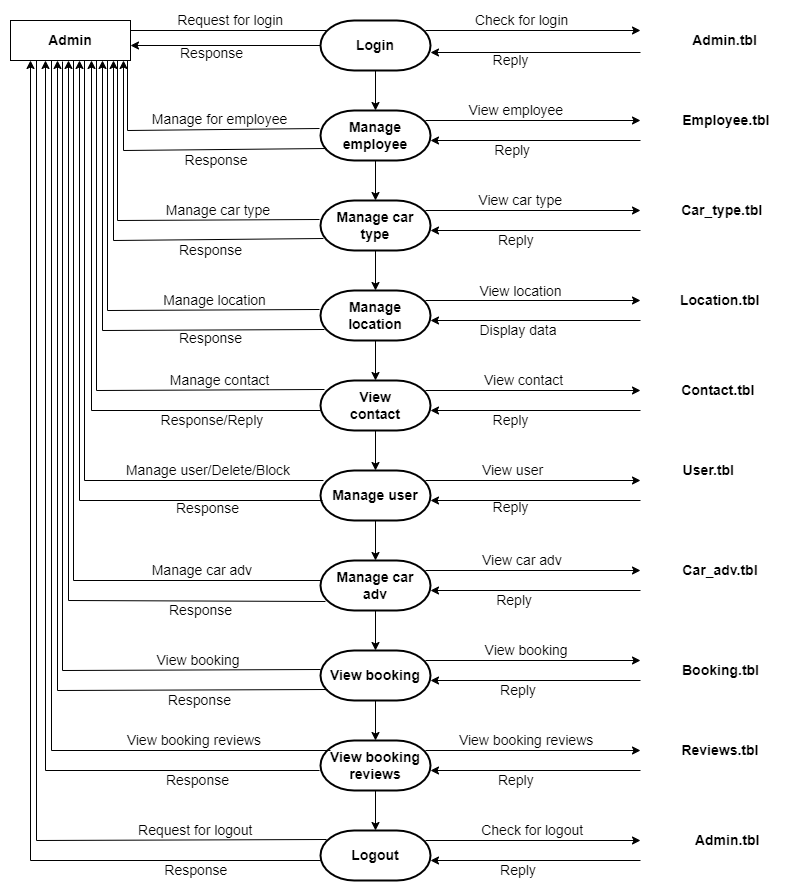 Request for login
Check for login
Admin
Login
Admin.tbl
Response
Reply
Manage for employee
View employee
Manage
employee
Employee.tbl
Response
Reply
Manage car type
View car type
Manage car
type
Car_type.tbl
Response
Reply
Manage location
View location
Manage
location
Location.tbl
Response
Display data
Manage contact
View contact
View
contact
Contact.tbl
Response/Reply
Reply
Manage user/Delete/Block
View user
User.tbl
Manage user
Response
Reply
Manage car adv
View car adv
Manage car
adv
Car_adv.tbl
Response
Reply
View booking
View booking
View booking
Booking.tbl
Response
Reply
View booking reviews
View booking reviews
View booking
reviews
Reviews.tbl
Response
Reply
Request for logout
Check for logout
Logout
Admin.tbl
Response
Reply